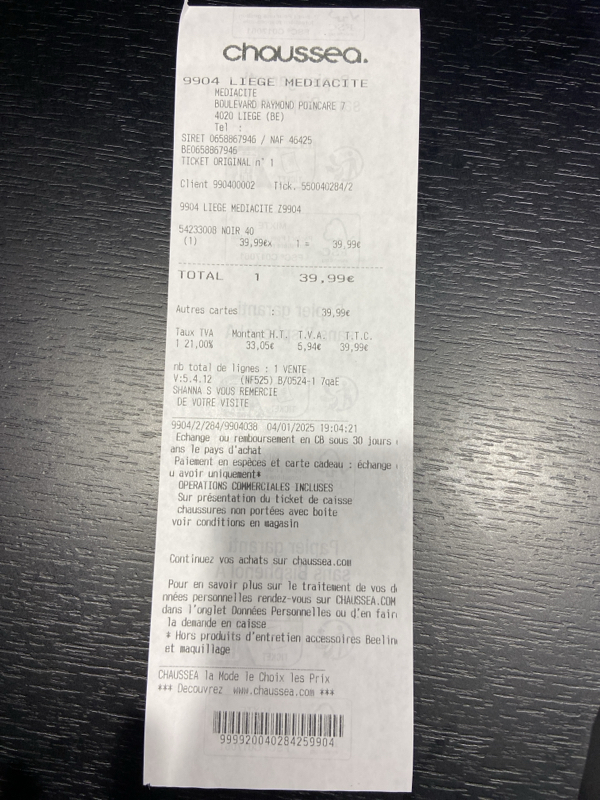 chaussea.
9904 LIEGE MEDIACITE
MEDIACITE
BOULEVARD RAYMOND POINCARE 7
4020 LIEGE (BE)
Tel :
SIRET 0658867946 / NAF 46425
BE0658867946
TICKET ORIGINAL n° 1
Client 990400002 Tick. 550040284/2
9904 LIEGE MEDIACITE Z9904
54233008 NOIR 40
(1) 39,99€x 1 = 39,99€
TOTAL 1 39,99€
Autres cartes : 39,99€
Taux TVA Montant H.T. T.V.A. T.T.C.
1 21,00% 33,05€ 5,94€ 39,99€
nb total de lignes : 1 VENTE
V:5.4.12 (NF525) B/0524-1 7qaE
SHANNA S VOUS REMERCIE
DE VOTRE VISITE
9904/2/284/9904038 04/01/2025 19:04:21
Echange ou remboursement en CB sous 30 jours
ans le pays d'achat
Paiement en espèces et carte cadeau : échange
u avoir uniquement*
OPERATIONS COMMERCIALES INCLUSES
Sur présentation du ticket de caisse
chaussures non portées avec boite
voir conditions en magasin
Continuez vos achats sur chaussea.com
Pour en savoir plus sur le traitement de vos d
nnées personnelles rendez-vous sur CHAUSSEA.COM
dans l'onglet Données Personnelles ou d'en fair
la demande en caisse
* Hors produits d'entretien accessoires Beelin
et maquillage
CHAUSSEA la Mode le Choix les Prix
*** Decouvrez www.chaussea.com ***
999920040284259904